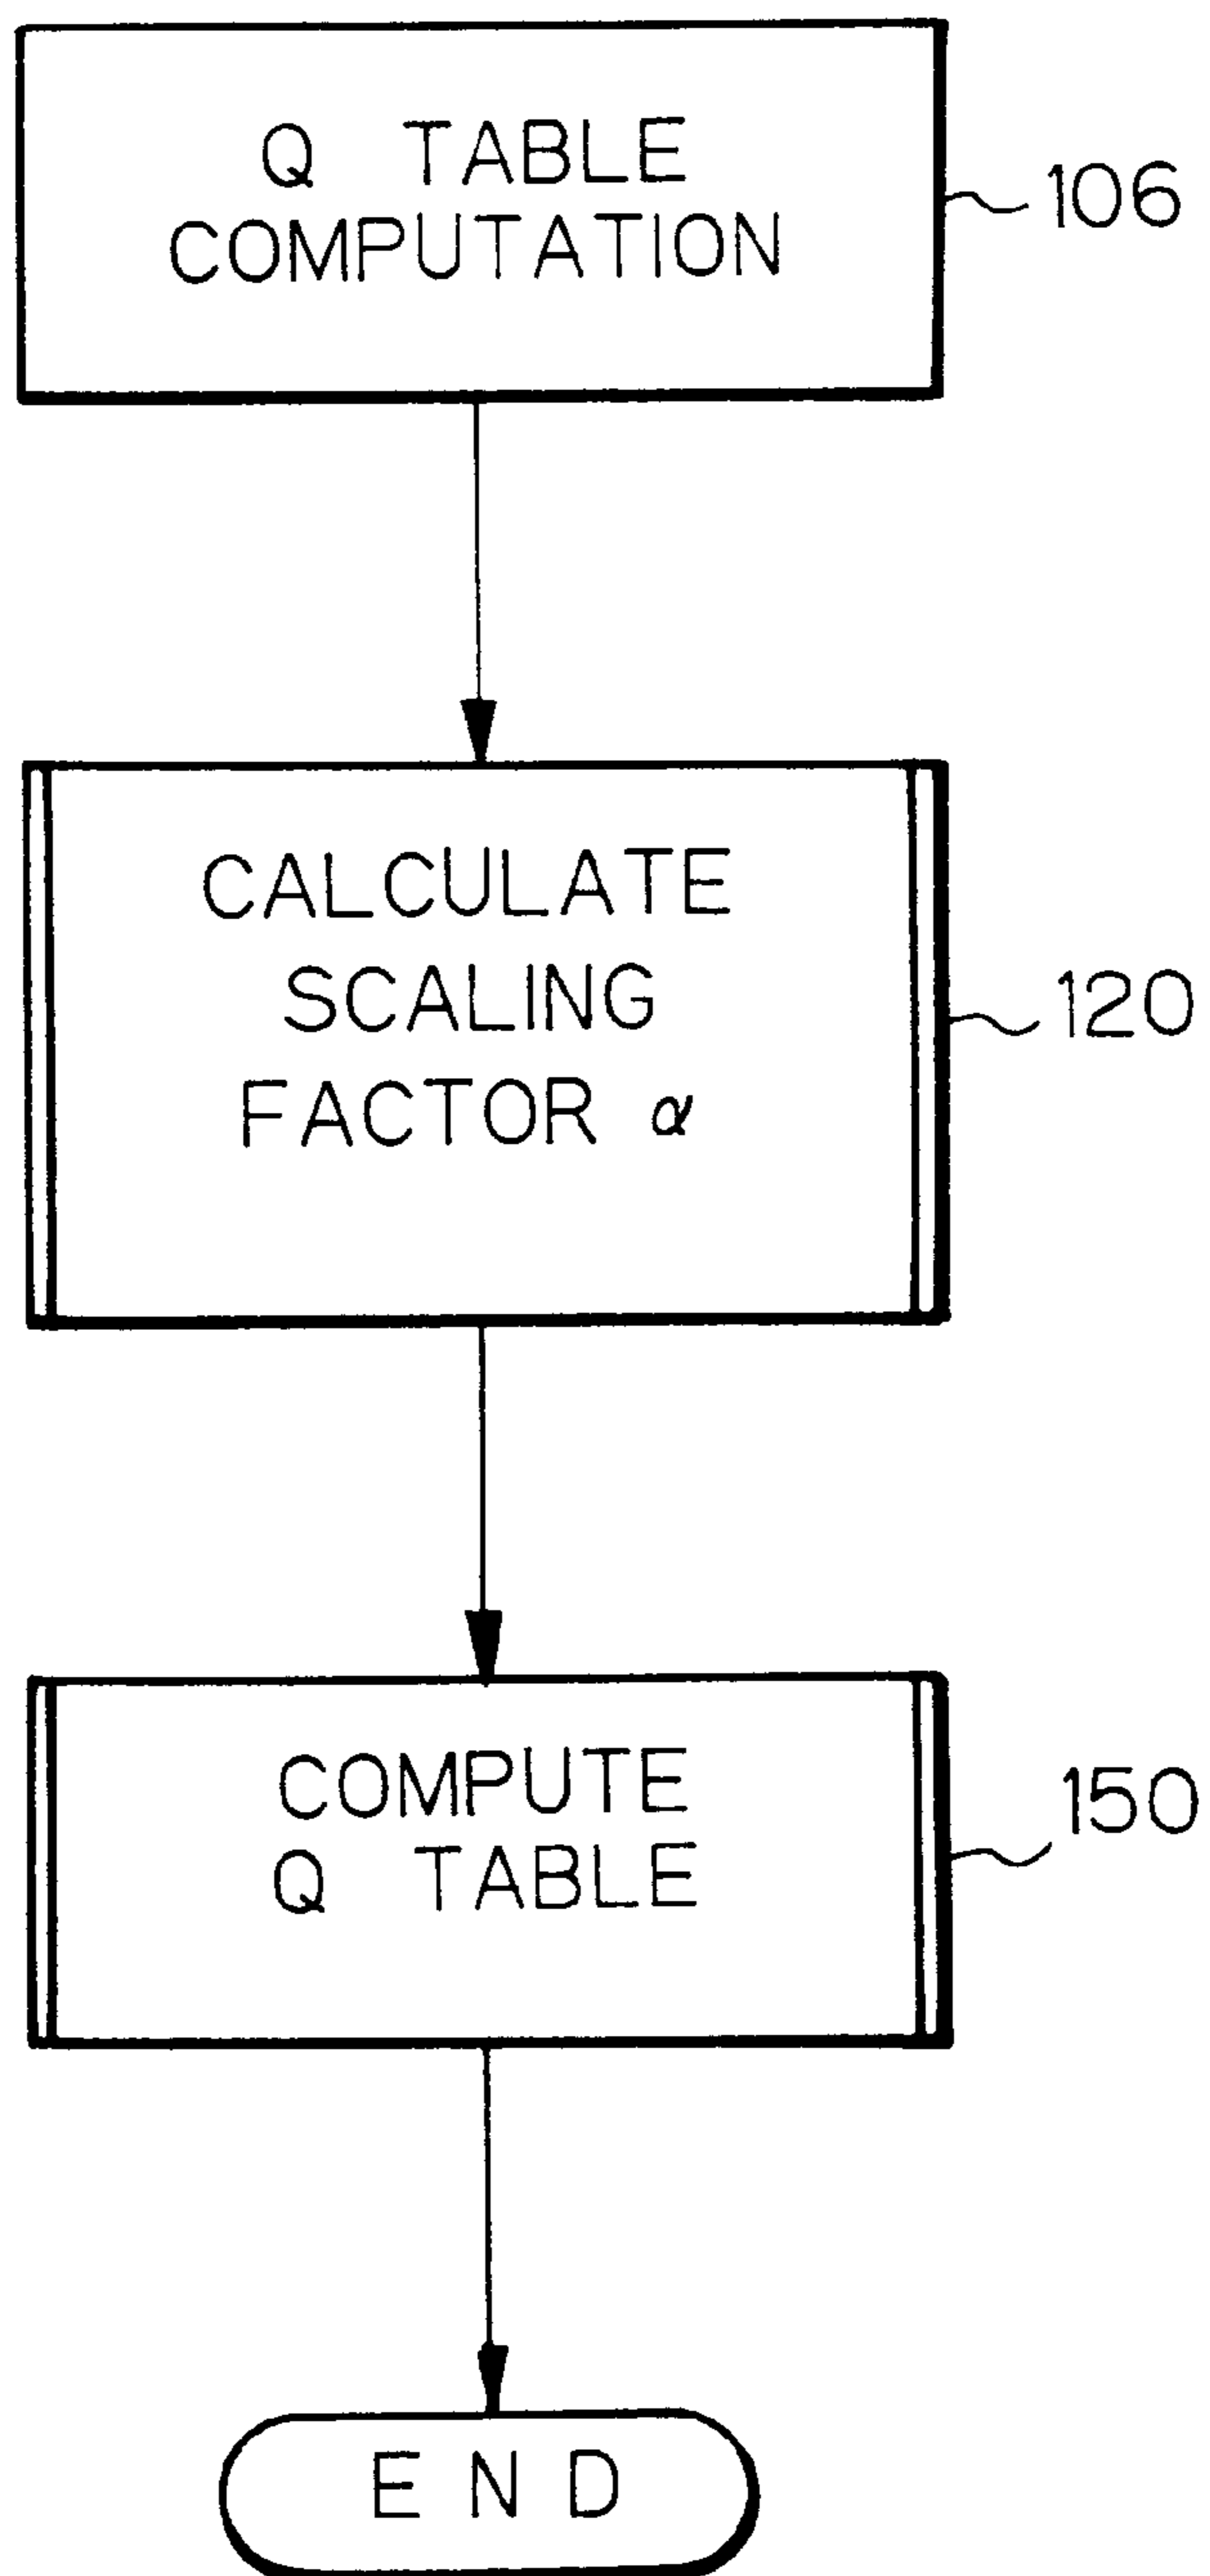 Q TABLE
COMPUTATION
106
CALCULATE
SCALING
FACTOR α
120
COMPUTE
Q TABLE
150
END